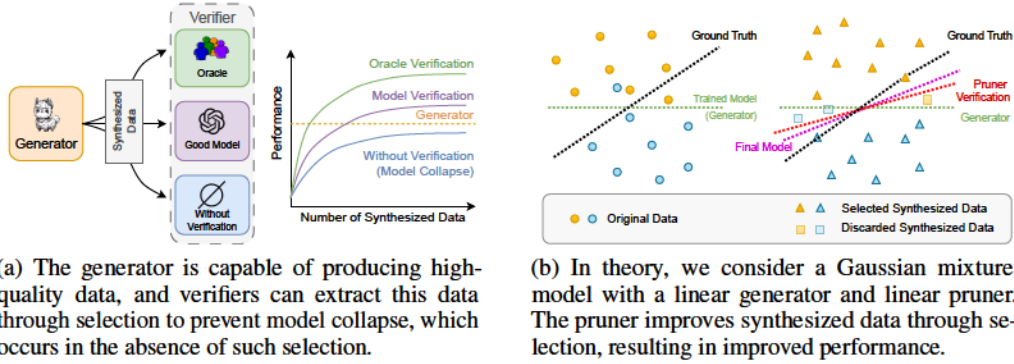 Verifier
Oracle
Good Model
Without
Verification
Generator
Synthesized
Data
Performance
Oracle Verification
Model Verification
Generator
Without Verification
(Model Collapse)
Number of Synthesized Data
Ground Truth
Trained Model
(Generator)
Ground Truth
Pruner
Verification
Generator
Final Model
Original Data
Selected Synthesized Data
Discarded Synthesized Data
(a) The generator is capable of producing high-
quality data, and verifiers can extract this data
through selection to prevent model collapse, which
occurs in the absence of such selection.
(b) In theory, we consider a Gaussian mixture
model with a linear generator and linear pruner.
The pruner improves synthesized data through se-
lection, resulting in improved performance.